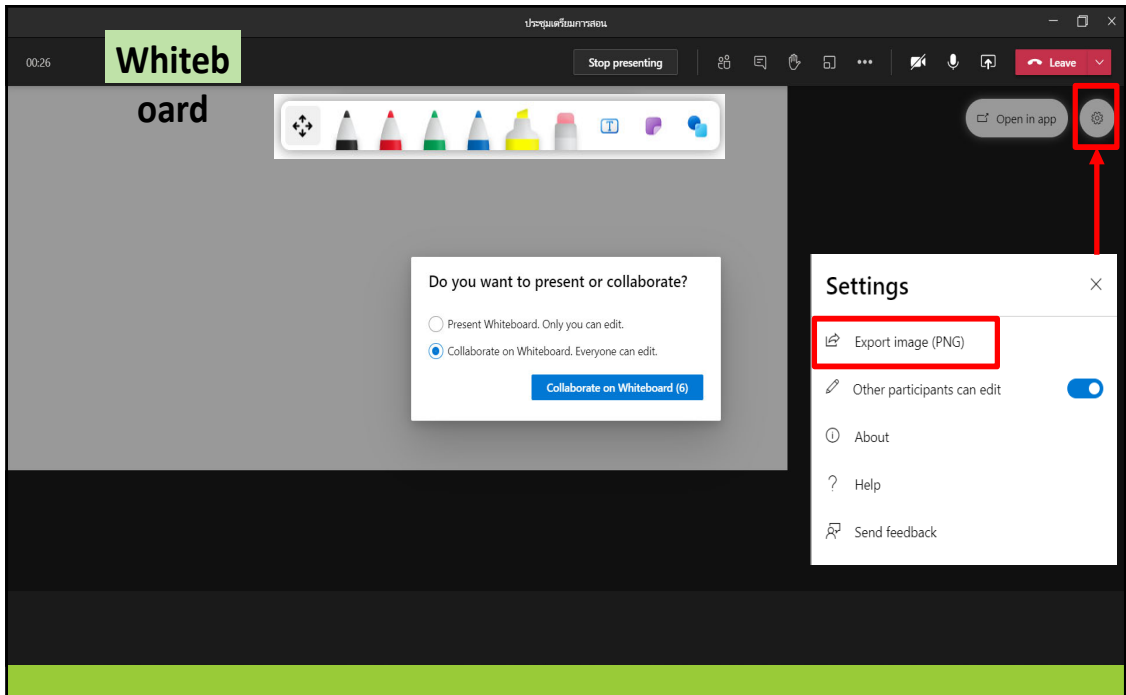 ประชุมเตรียมการสอน
00:26
Whiteb
oard
Stop presenting
Leave
T
Open in app
Do you want to present or collaborate?
Present Whiteboard. Only you can edit.
Collaborate on Whiteboard. Everyone can edit.
Collaborate on Whiteboard (6)
Settings
Export image (PNG)
Other participants can edit
About
Help
Send feedback